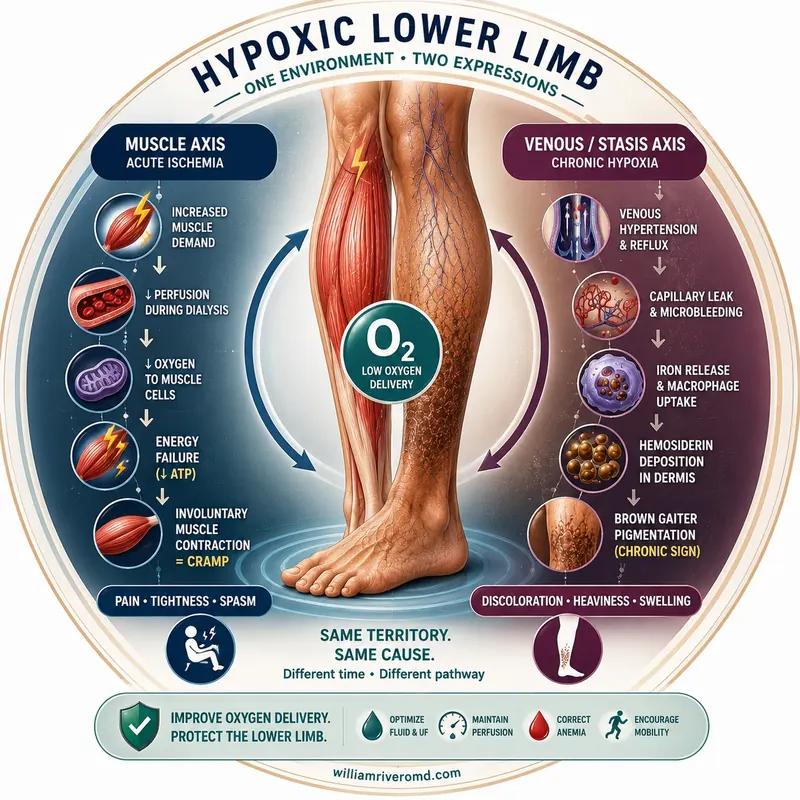 HYPOXIC LOWER LIMB
ONE ENVIRONMENT • TWO EXPRESSIONS
MUSCLE AXIS
ACUTE ISCHEMIA
INCREASED
MUSCLE
DEMAND
↓ PERFUSION
DURING DIALYSIS
↓ OXYGEN
TO MUSCLE
CELLS
ENERGY
FAILURE
(↓ ATP)
INVOLUNTARY
MUSCLE
CONTRACTION
= CRAMP
PAIN • TIGHTNESS • SPASM
O₂
LOW OXYGEN
DELIVERY
VENOUS / STASIS AXIS
CHRONIC HYPOXIA
VENOUS
HYPERTENSION
& REFLUX
CAPILLARY LEAK
& MICROBLEEDING
IRON RELEASE
& MACROPHAGE
UPTAKE
HEMOSIDERIN
DEPOSITION
IN DERMIS
BROWN GAITER
PIGMENTATION
(CHRONIC SIGN)
DISCOLORATION • HEAVINESS • SWELLING
SAME TERRITORY.
SAME CAUSE.
Different time • Different pathway
IMPROVE OXYGEN DELIVERY.
PROTECT THE LOWER LIMB.
OPTIMIZE
FLUID & UF
MAINTAIN
PERFUSION
CORRECT
ANEMIA
ENCOURAGE
MOBILITY
williamriveromd.com